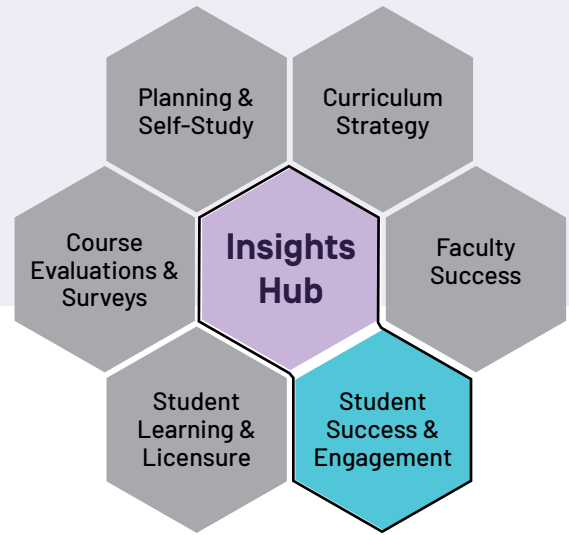 Planning &
Self-Study
Curriculum
Strategy
Course
Evaluations &
Surveys
Insights
Hub
Faculty
Success
Student
Learning &
Licensure
Student
Success &
Engagement